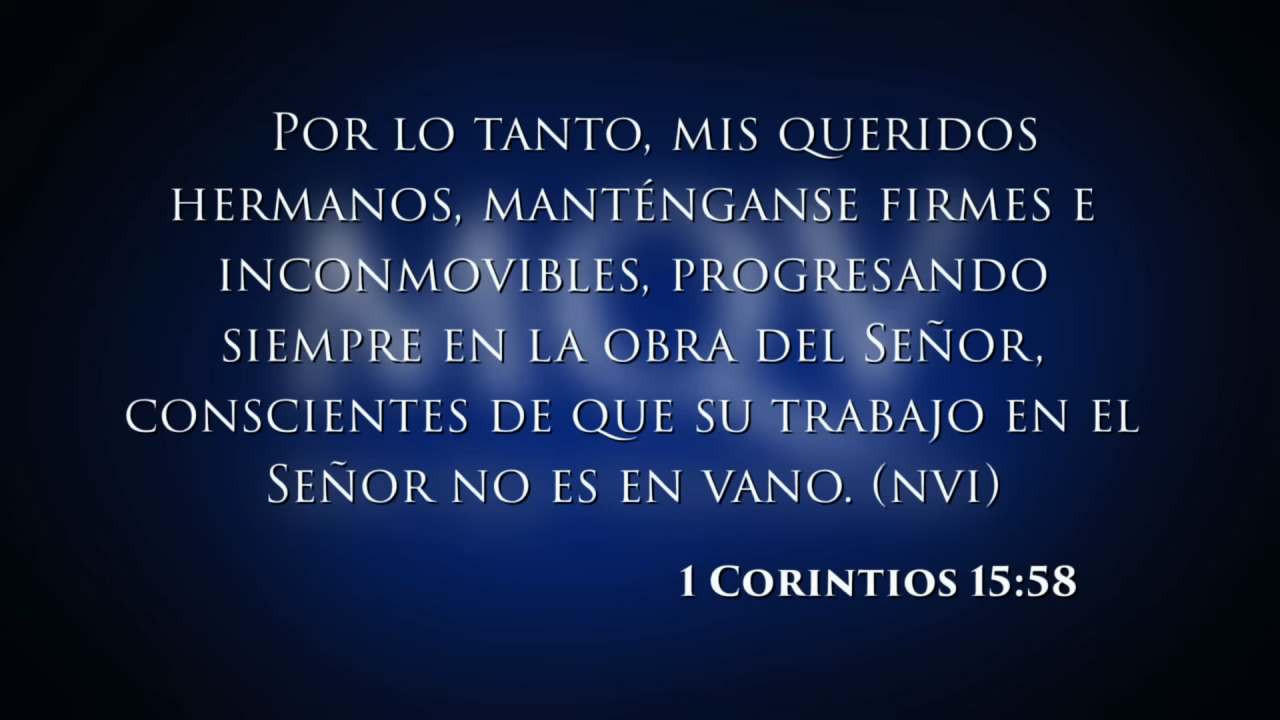 Por lo tanto, mis queridos
hermanos, manténganse firmes e
inconmovibles, progresando
siempre en la obra del Señor,
conscientes de que su trabajo en el
Señor no es en vano. (nvi)
1 Corintios 15:58